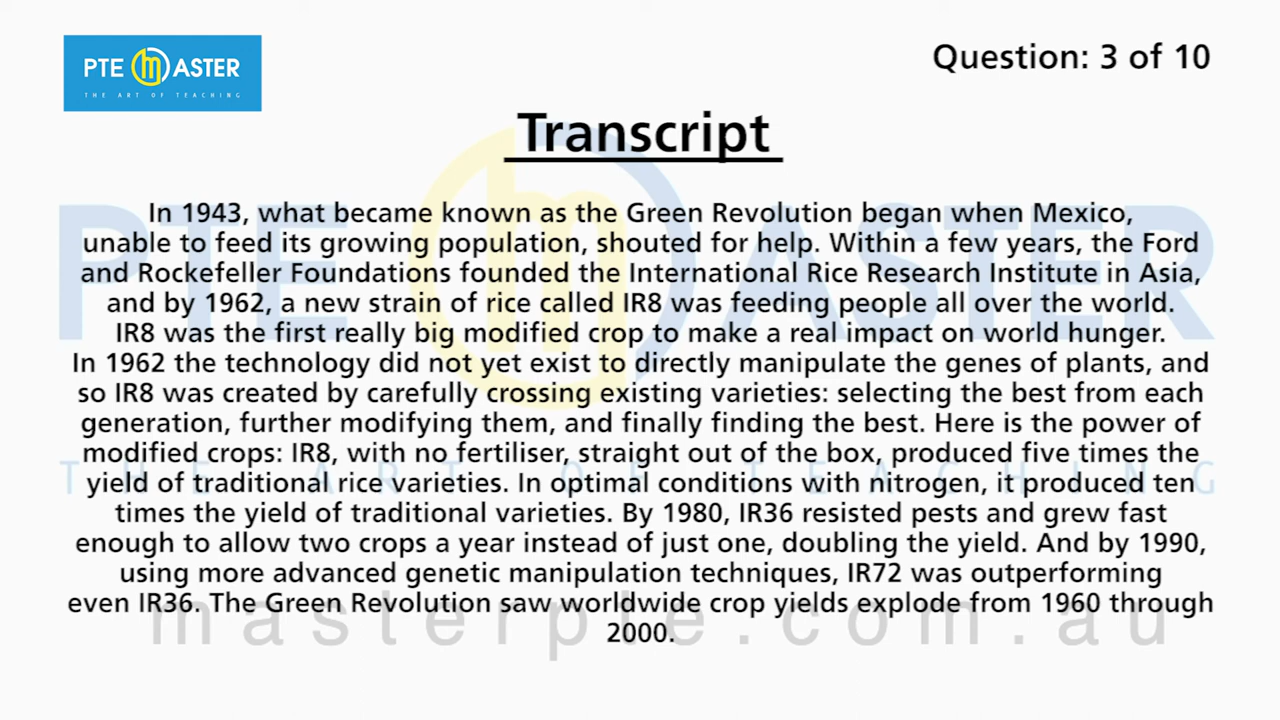 PTE MASTER
THE ART OF TEACHING
Question: 3 of 10
Transcript
In 1943, what became known as the Green Revolution began when Mexico,
unable to feed its growing population, shouted for help. Within a few years, the Ford
and Rockefeller Foundations founded the International Rice Research Institute in Asia,
and by 1962, a new strain of rice called IR8 was feeding people all over the world.
IR8 was the first really big modified crop to make a real impact on world hunger.
In 1962 the technology did not yet exist to directly manipulate the genes of plants, and
so IR8 was created by carefully crossing existing varieties: selecting the best from each
generation, further modifying them, and finally finding the best. Here is the power of
modified crops: IR8, with no fertiliser, straight out of the box, produced five times the
yield of traditional rice varieties. In optimal conditions with nitrogen, it produced ten
times the yield of traditional varieties. By 1980, IR36 resisted pests and grew fast
enough to allow two crops a year instead of just one, doubling the yield. And by 1990,
using more advanced genetic manipulation techniques, IR72 was outperforming
even IR36. The Green Revolution saw worldwide crop yields explode from 1960 through
2000.
PTE MASTER
THE ART OF TEACHING
masterpte.com.au